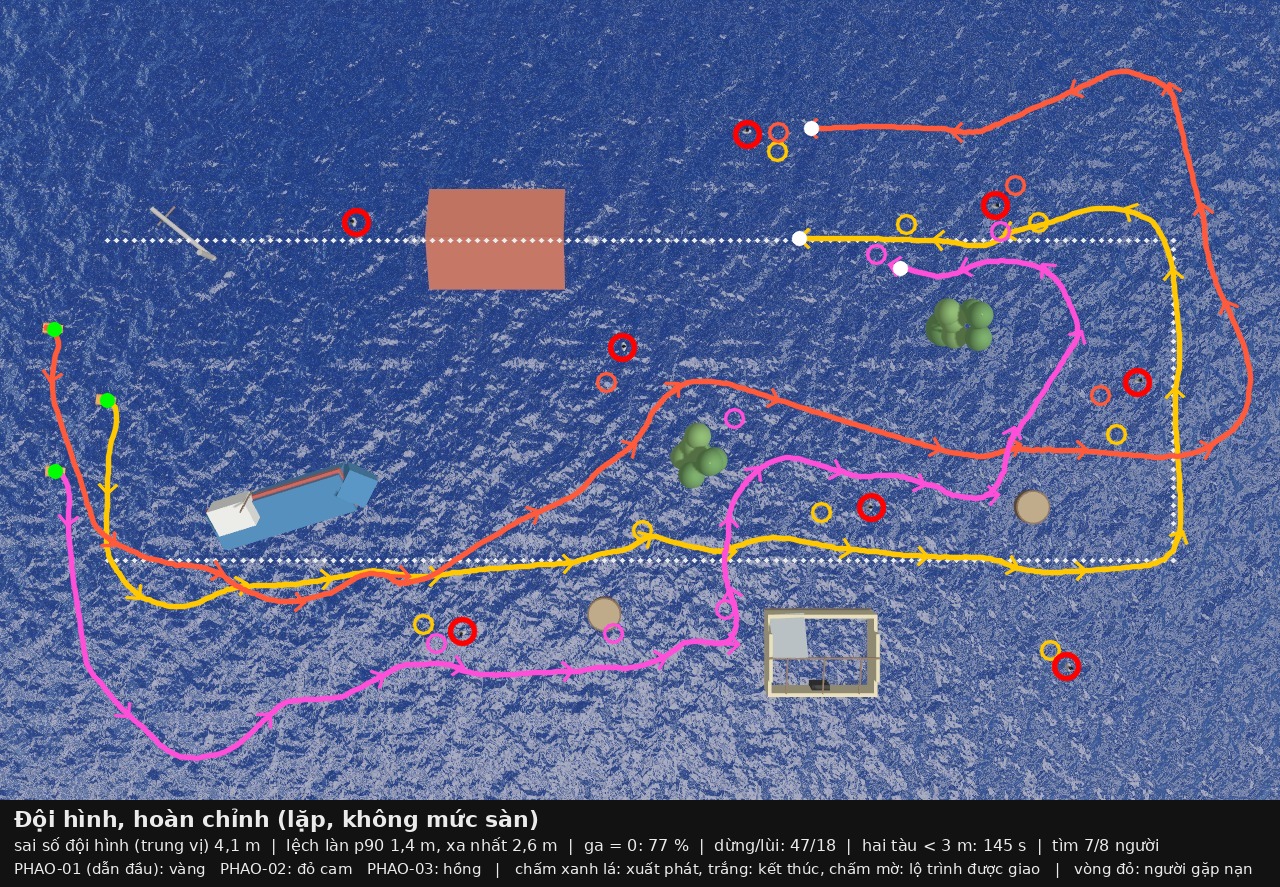 Đội hình, hoàn chỉnh (lặp, không mức sàn)
sai số đội hình (trung vị) 4,1 m | lệch làn p90 1,4 m, xa nhất 2,6 m | ga = 0: 77 % | dừng/lùi: 47/18 | hai tàu < 3 m: 145 s | tìm 7/8 người
PHAO-01 (dẫn đầu): vàng PHAO-02: đỏ cam PHAO-03: hồng | chấm xanh lá: xuất phát, trắng: kết thúc, chấm mờ: lộ trình được giao | vòng đỏ: người gặp nạn